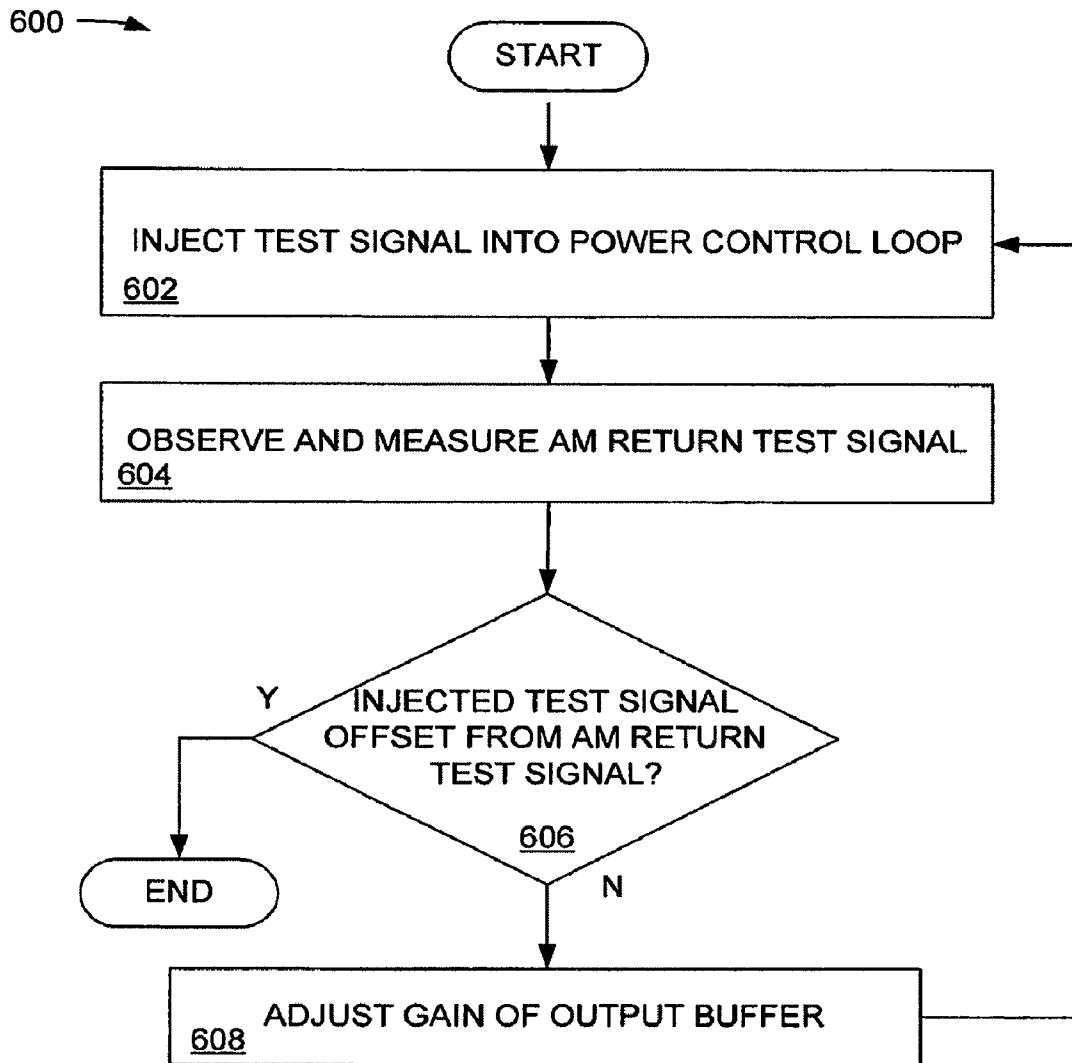 600
START
INJECT TEST SIGNAL INTO POWER CONTROL LOOP
602
OBSERVE AND MEASURE AM RETURN TEST SIGNAL
604
Y
INJECTED TEST SIGNAL
OFFSET FROM AM RETURN
TEST SIGNAL?
606
END
N
ADJUST GAIN OF OUTPUT BUFFER
608